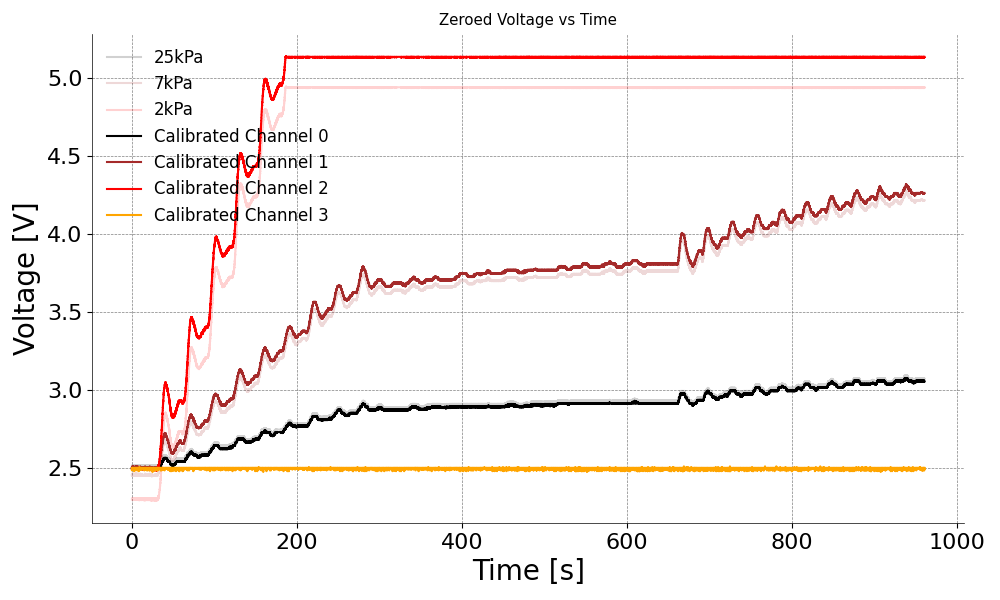 Zeroed Voltage vs Time
25kPa
7kPa
2kPa
Calibrated Channel 0
Calibrated Channel 1
Calibrated Channel 2
Calibrated Channel 3
5.0
4.5
4.0
3.5
3.0
2.5
Voltage [V]
0 200 400 600 800 1000
Time [s]